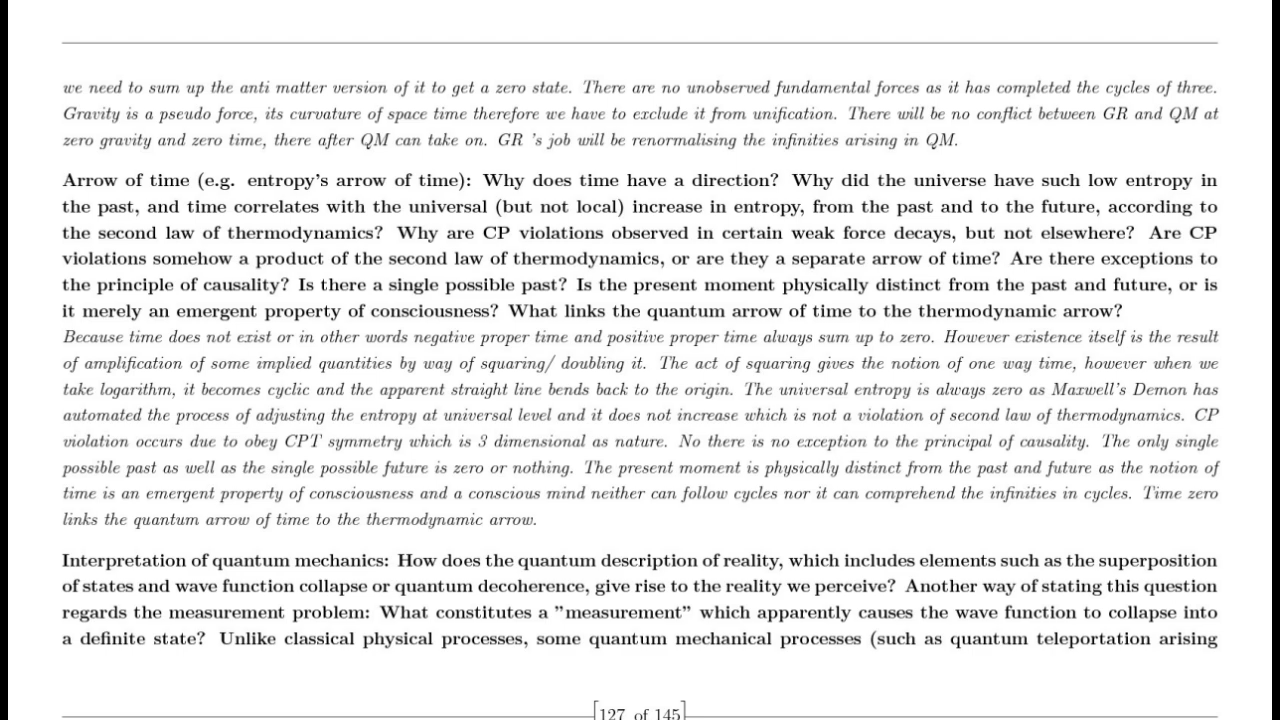 we need to sum up the anti matter version of it to get a zero state. There are no unobserved fundamental forces as it has completed the cycles of three.
Gravity is a pseudo force, its curvature of space time therefore we have to exclude it from unification. There will be no conflict between GR and QM at
zero gravity and zero time, there after QM can take on. GR 's job will be renormalising the infinities arising in QM.
Arrow of time (e.g. entropy's arrow of time): Why does time have a direction? Why did the universe have such low entropy in
the past, and time correlates with the universal (but not local) increase in entropy, from the past and to the future, according to
the second law of thermodynamics? Why are CP violations observed in certain weak force decays, but not elsewhere? Are CP
violations somehow a product of the second law of thermodynamics, or are they a separate arrow of time? Are there exceptions to
the principle of causality? Is there a single possible past? Is the present moment physically distinct from the past and future, or is
it merely an emergent property of consciousness? What links the quantum arrow of time to the thermodynamic arrow?
Because time does not exist or in other words negative proper time and positive proper time always sum up to zero. However existence itself is the result
of amplification of some implied quantities by way of squaring/ doubling it. The act of squaring gives the notion of one way time, however when we
take logarithm, it becomes cyclic and the apparent straight line bends back to the origin. The universal entropy is always zero as Maxwell's Demon has
automated the process of adjusting the entropy at universal level and it does not increase which is not a violation of second law of thermodynamics. CP
violation occurs due to obey CPT symmetry which is 3 dimensional as nature. No there is no exception to the principal of causality. The only single
possible past as well as the single possible future is zero or nothing. The present moment is physically distinct from the past and future as the notion of
time is an emergent property of consciousness and a conscious mind neither can follow cycles nor it can comprehend the infinities in cycles. Time zero
links the quantum arrow of time to the thermodynamic arrow.
Interpretation of quantum mechanics: How does the quantum description of reality, which includes elements such as the superposition
of states and wave function collapse or quantum decoherence, give rise to the reality we perceive? Another way of stating this question
regards the measurement problem: What constitutes a "measurement" which apparently causes the wave function to collapse into
a definite state? Unlike classical physical processes, some quantum mechanical processes (such as quantum teleportation arising
[127 of 145]